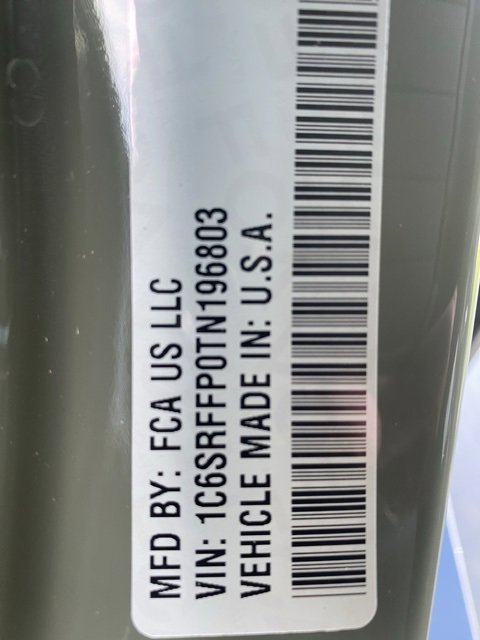 MFD BY: FCA US LLC
VIN: 1C6SRFFP0TN196803
VEHICLE MADE IN: U.S.A.